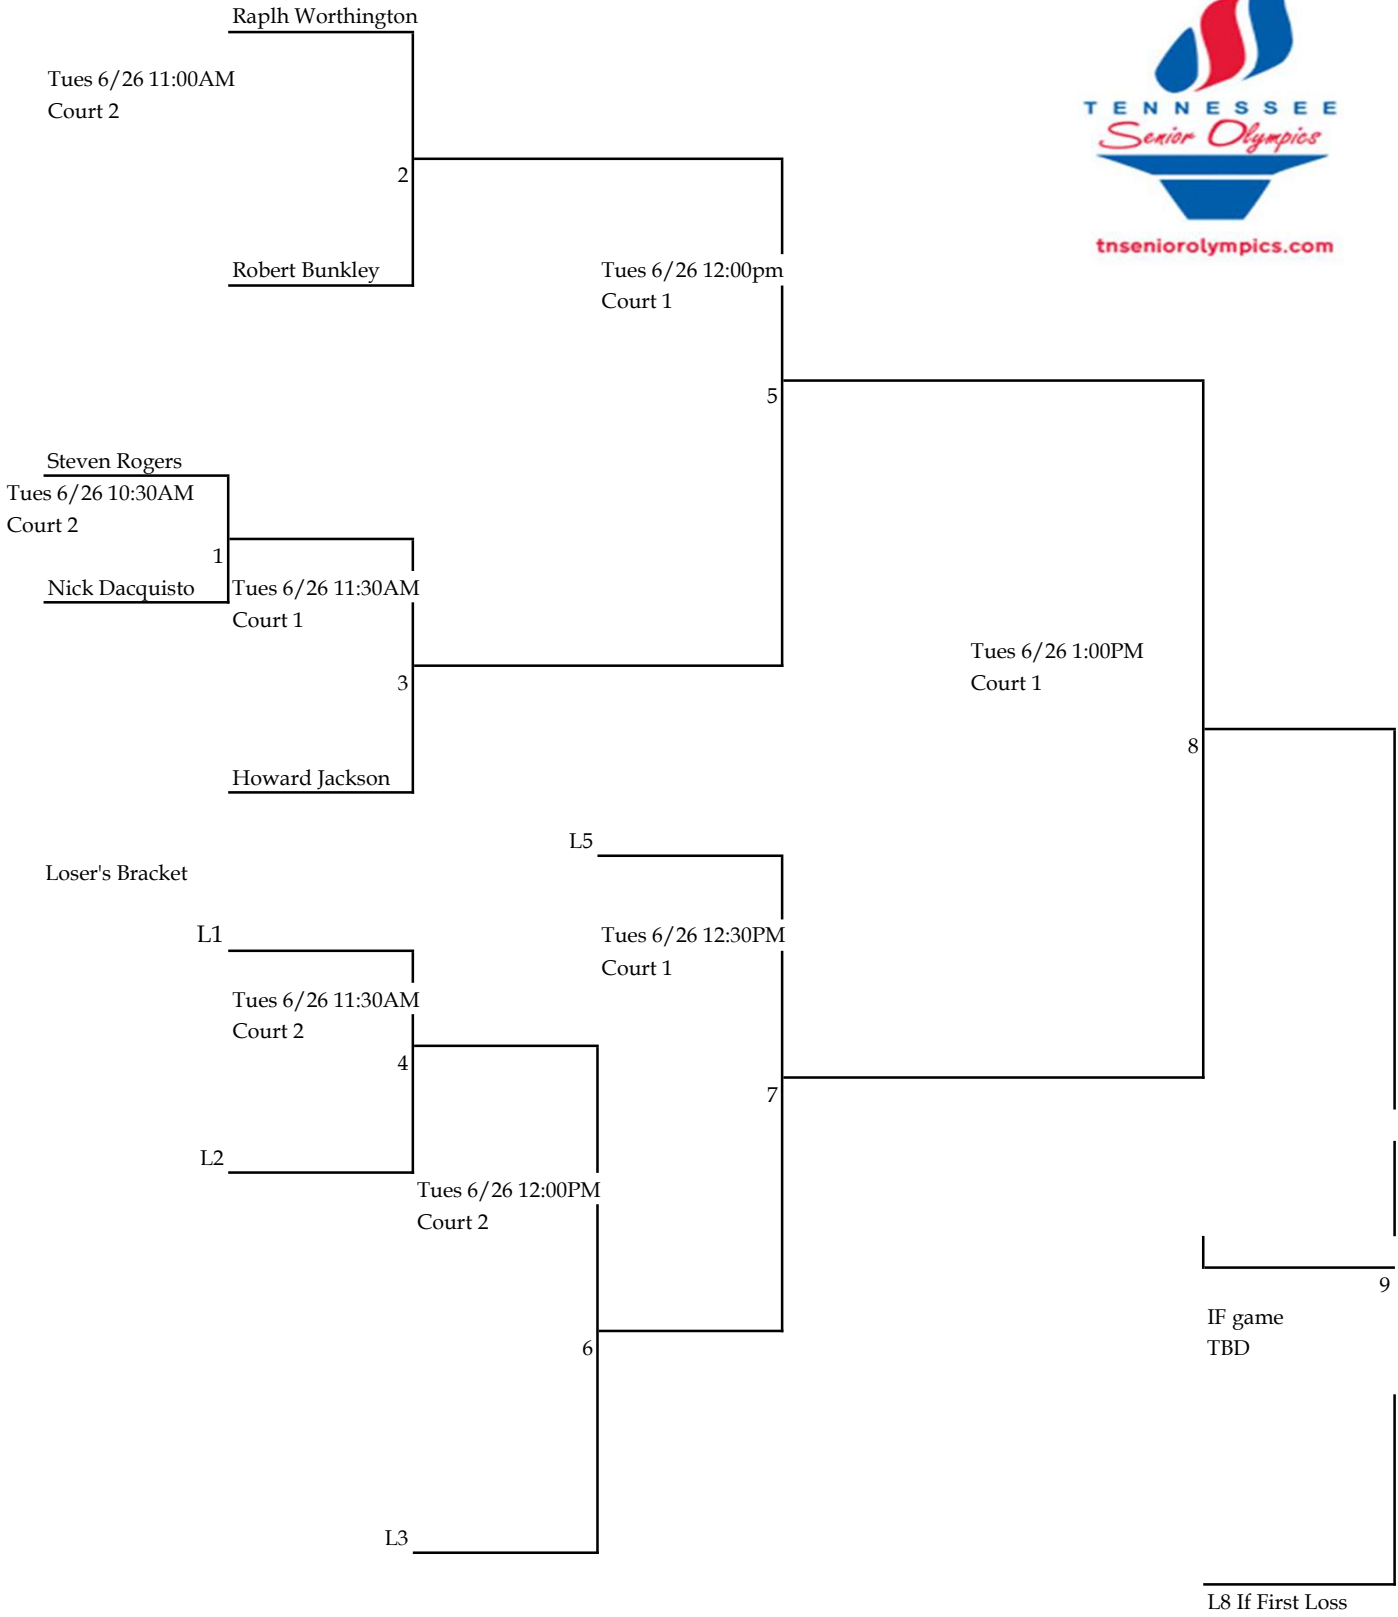 Raplh Worthington
Tues 6/26 11:00AM
Court 2
TENNESSEE
Senior Olympics
tnseniorolympics.com
2
Robert Bunkley
Tues 6/26 12:00pm
Court 1
5
Steven Rogers
Tues 6/26 10:30AM
Court 2
1
Nick Dacquisto
Tues 6/26 11:30AM
Court 1
3
Tues 6/26 1:00PM
Court 1
8
Howard Jackson
L5
Loser's Bracket
L1
Tues 6/26 12:30PM
Court 1
Tues 6/26 11:30AM
Court 2
4
7
L2
Tues 6/26 12:00PM
Court 2
9
IF game
TBD
6
L3
L8 If First Loss